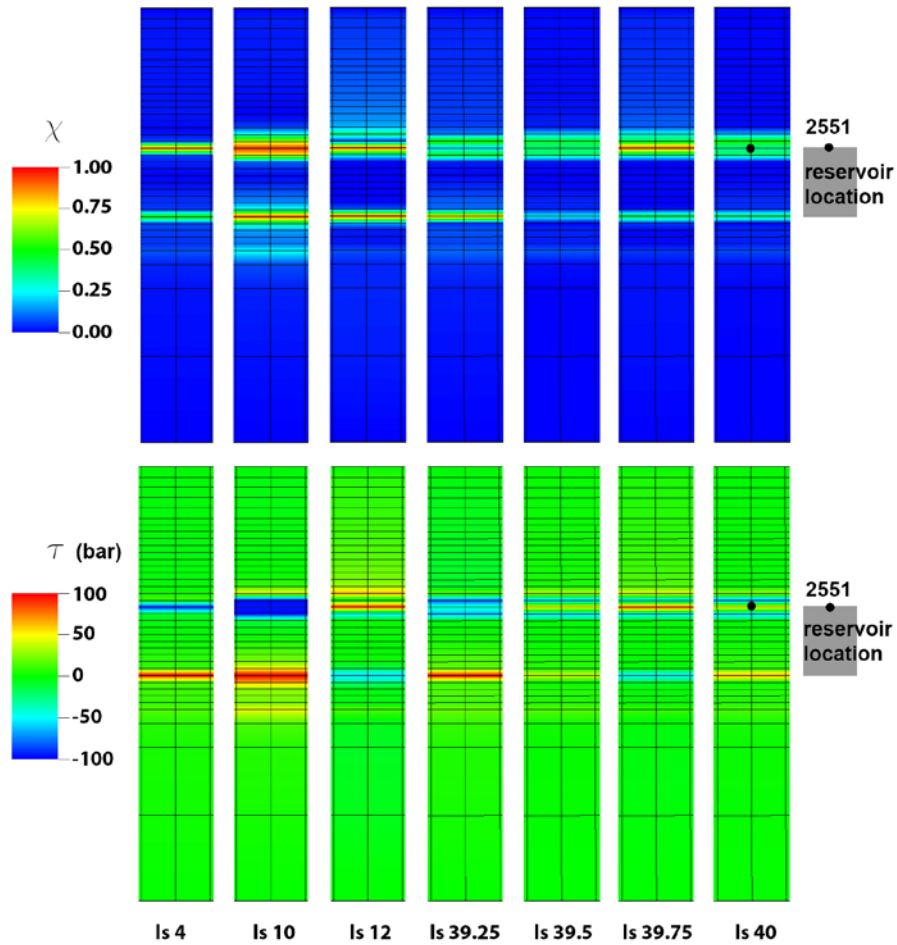 χ
1.00
0.75
0.50
0.25
0.00
2551
reservoir
location
τ (bar)
100
50
0
-50
-100
2551
reservoir
location
ls 4
ls 10
ls 12
ls 39.25
ls 39.5
ls 39.75
ls 40